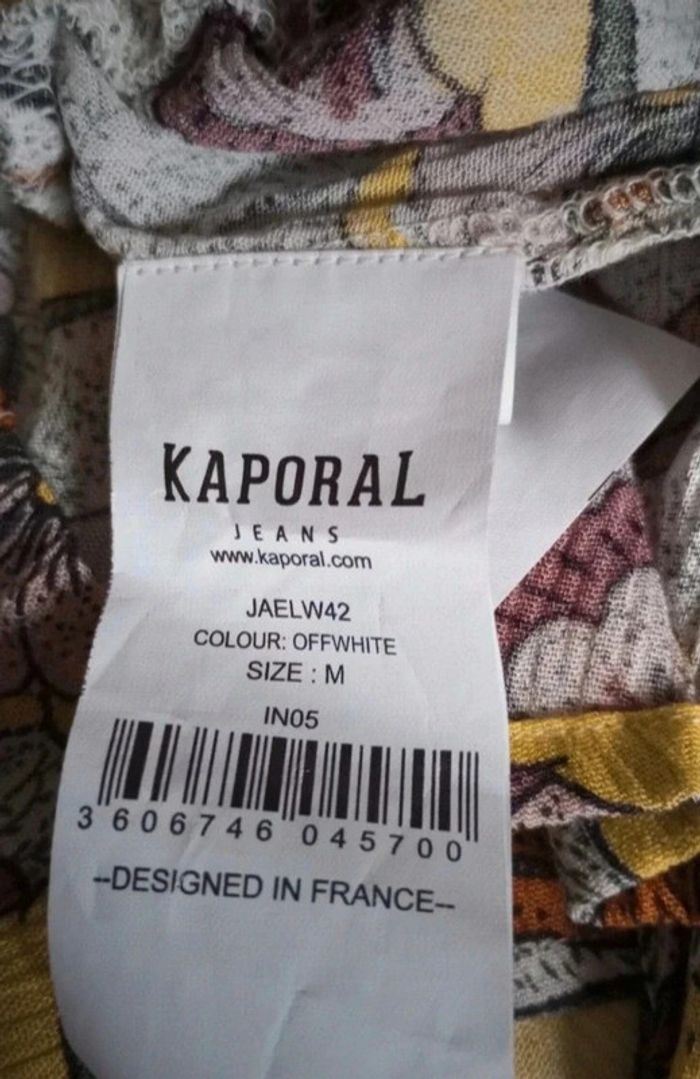 KAPORAL
JEANS
www.kaporal.com
JAELW42
COLOUR: OFFWHITE
SIZE : M
IN05
3 606746 045700
--DESIGNED IN FRANCE--